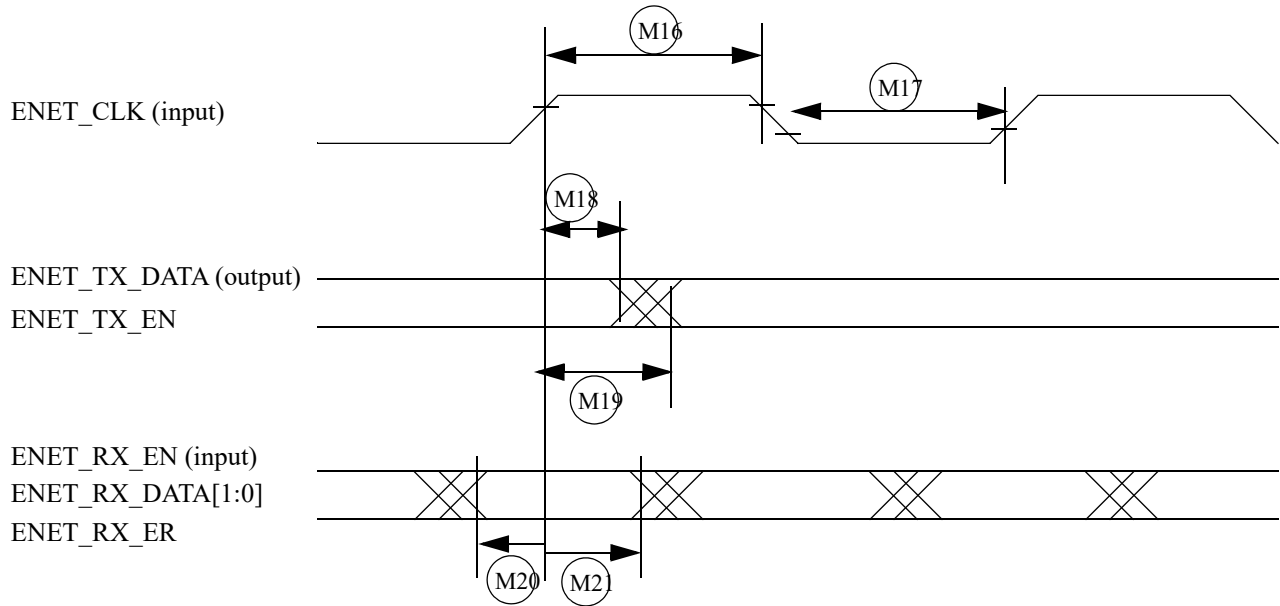 M16
M17
ENET_CLK (input)
M18
ENET_TX_DATA (output)
ENET_TX_EN
M19
ENET_RX_EN (input)
ENET_RX_DATA[1:0]
ENET_RX_ER
M20
M21